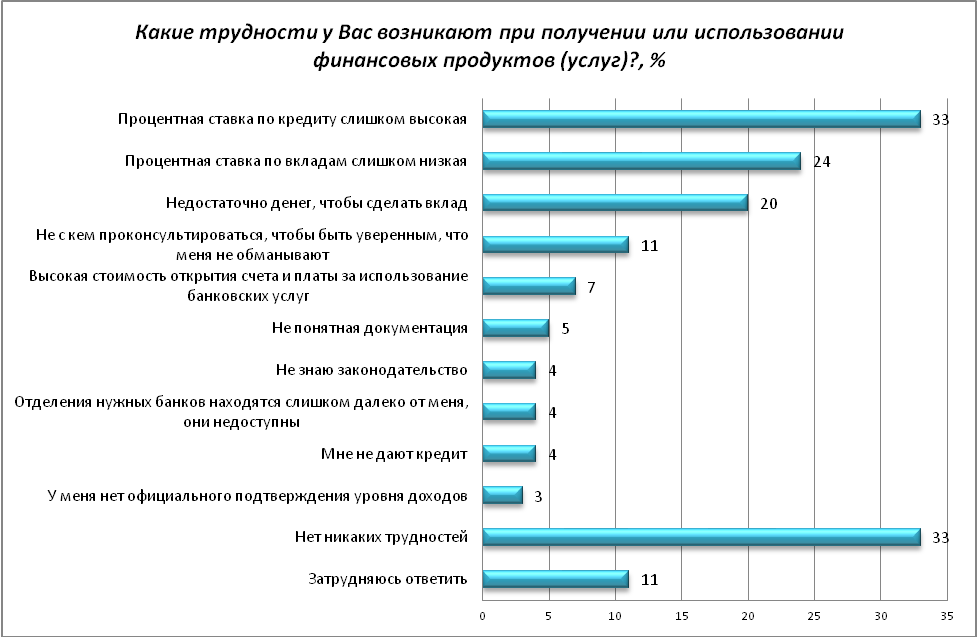 Какие трудности у Вас возникают при получении или использовании
финансовых продуктов (услуг)?, %
Процентная ставка по кредиту слишком высокая
33
Процентная ставка по вкладам слишком низкая
24
Недостаточно денег, чтобы сделать вклад
20
Не с кем проконсультироваться, чтобы быть уверенным, что
меня не обманывают
11
Высокая стоимость открытия счета и платы за использование
банковских услуг
7
Не понятная документация
5
Не знаю законодательство
4
Отделения нужных банков находятся слишком далеко от меня,
они недоступны
4
Мне не дают кредит
4
У меня нет официального подтверждения уровня доходов
3
Нет никаких трудностей
33
Затрудняюсь ответить
11
0 5 10 15 20 25 30 35